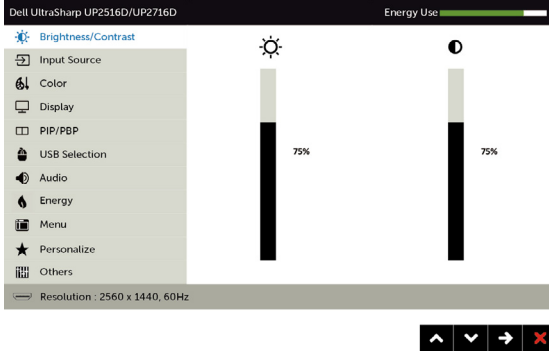 Dell UltraSharp UP2516D/UP2716D
Energy Use
Brightness/Contrast
Input Source
Color
Display
PIP/PBP
USB Selection
Audio
Energy
Menu
Personalize
Others
75%
75%
Resolution : 2560 x 1440, 60Hz